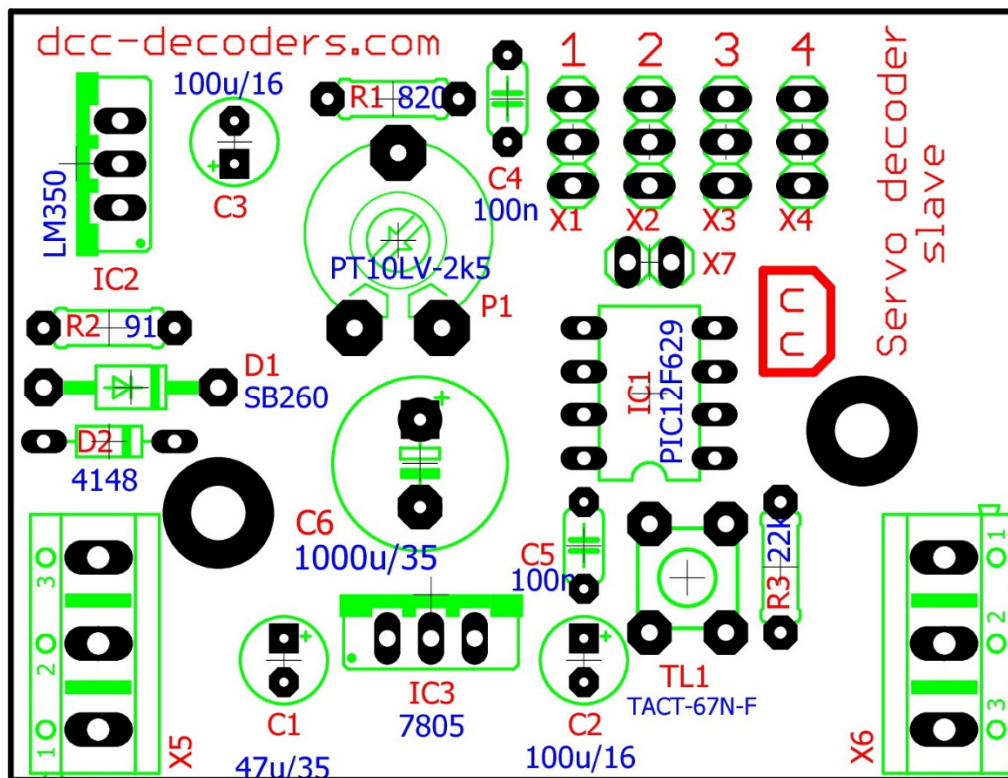 dcc-decoders.com
1 2 3 4
100u/16
R1 820
C3
C4
100n
LM350
IC2
X1 X2 X3 X4
Servo decoder
slave
PT10LV-2k5
P1
X7
R2 91
D1
SB260
D2
4148
IC1
PIC12F629
C6
1000u/35
C5
100n
R3 22k
3
2
1
X5
1
2
3
X6
IC3
7805
C1
47u/35
C2
100u/16
TL1
TACT-67N-F